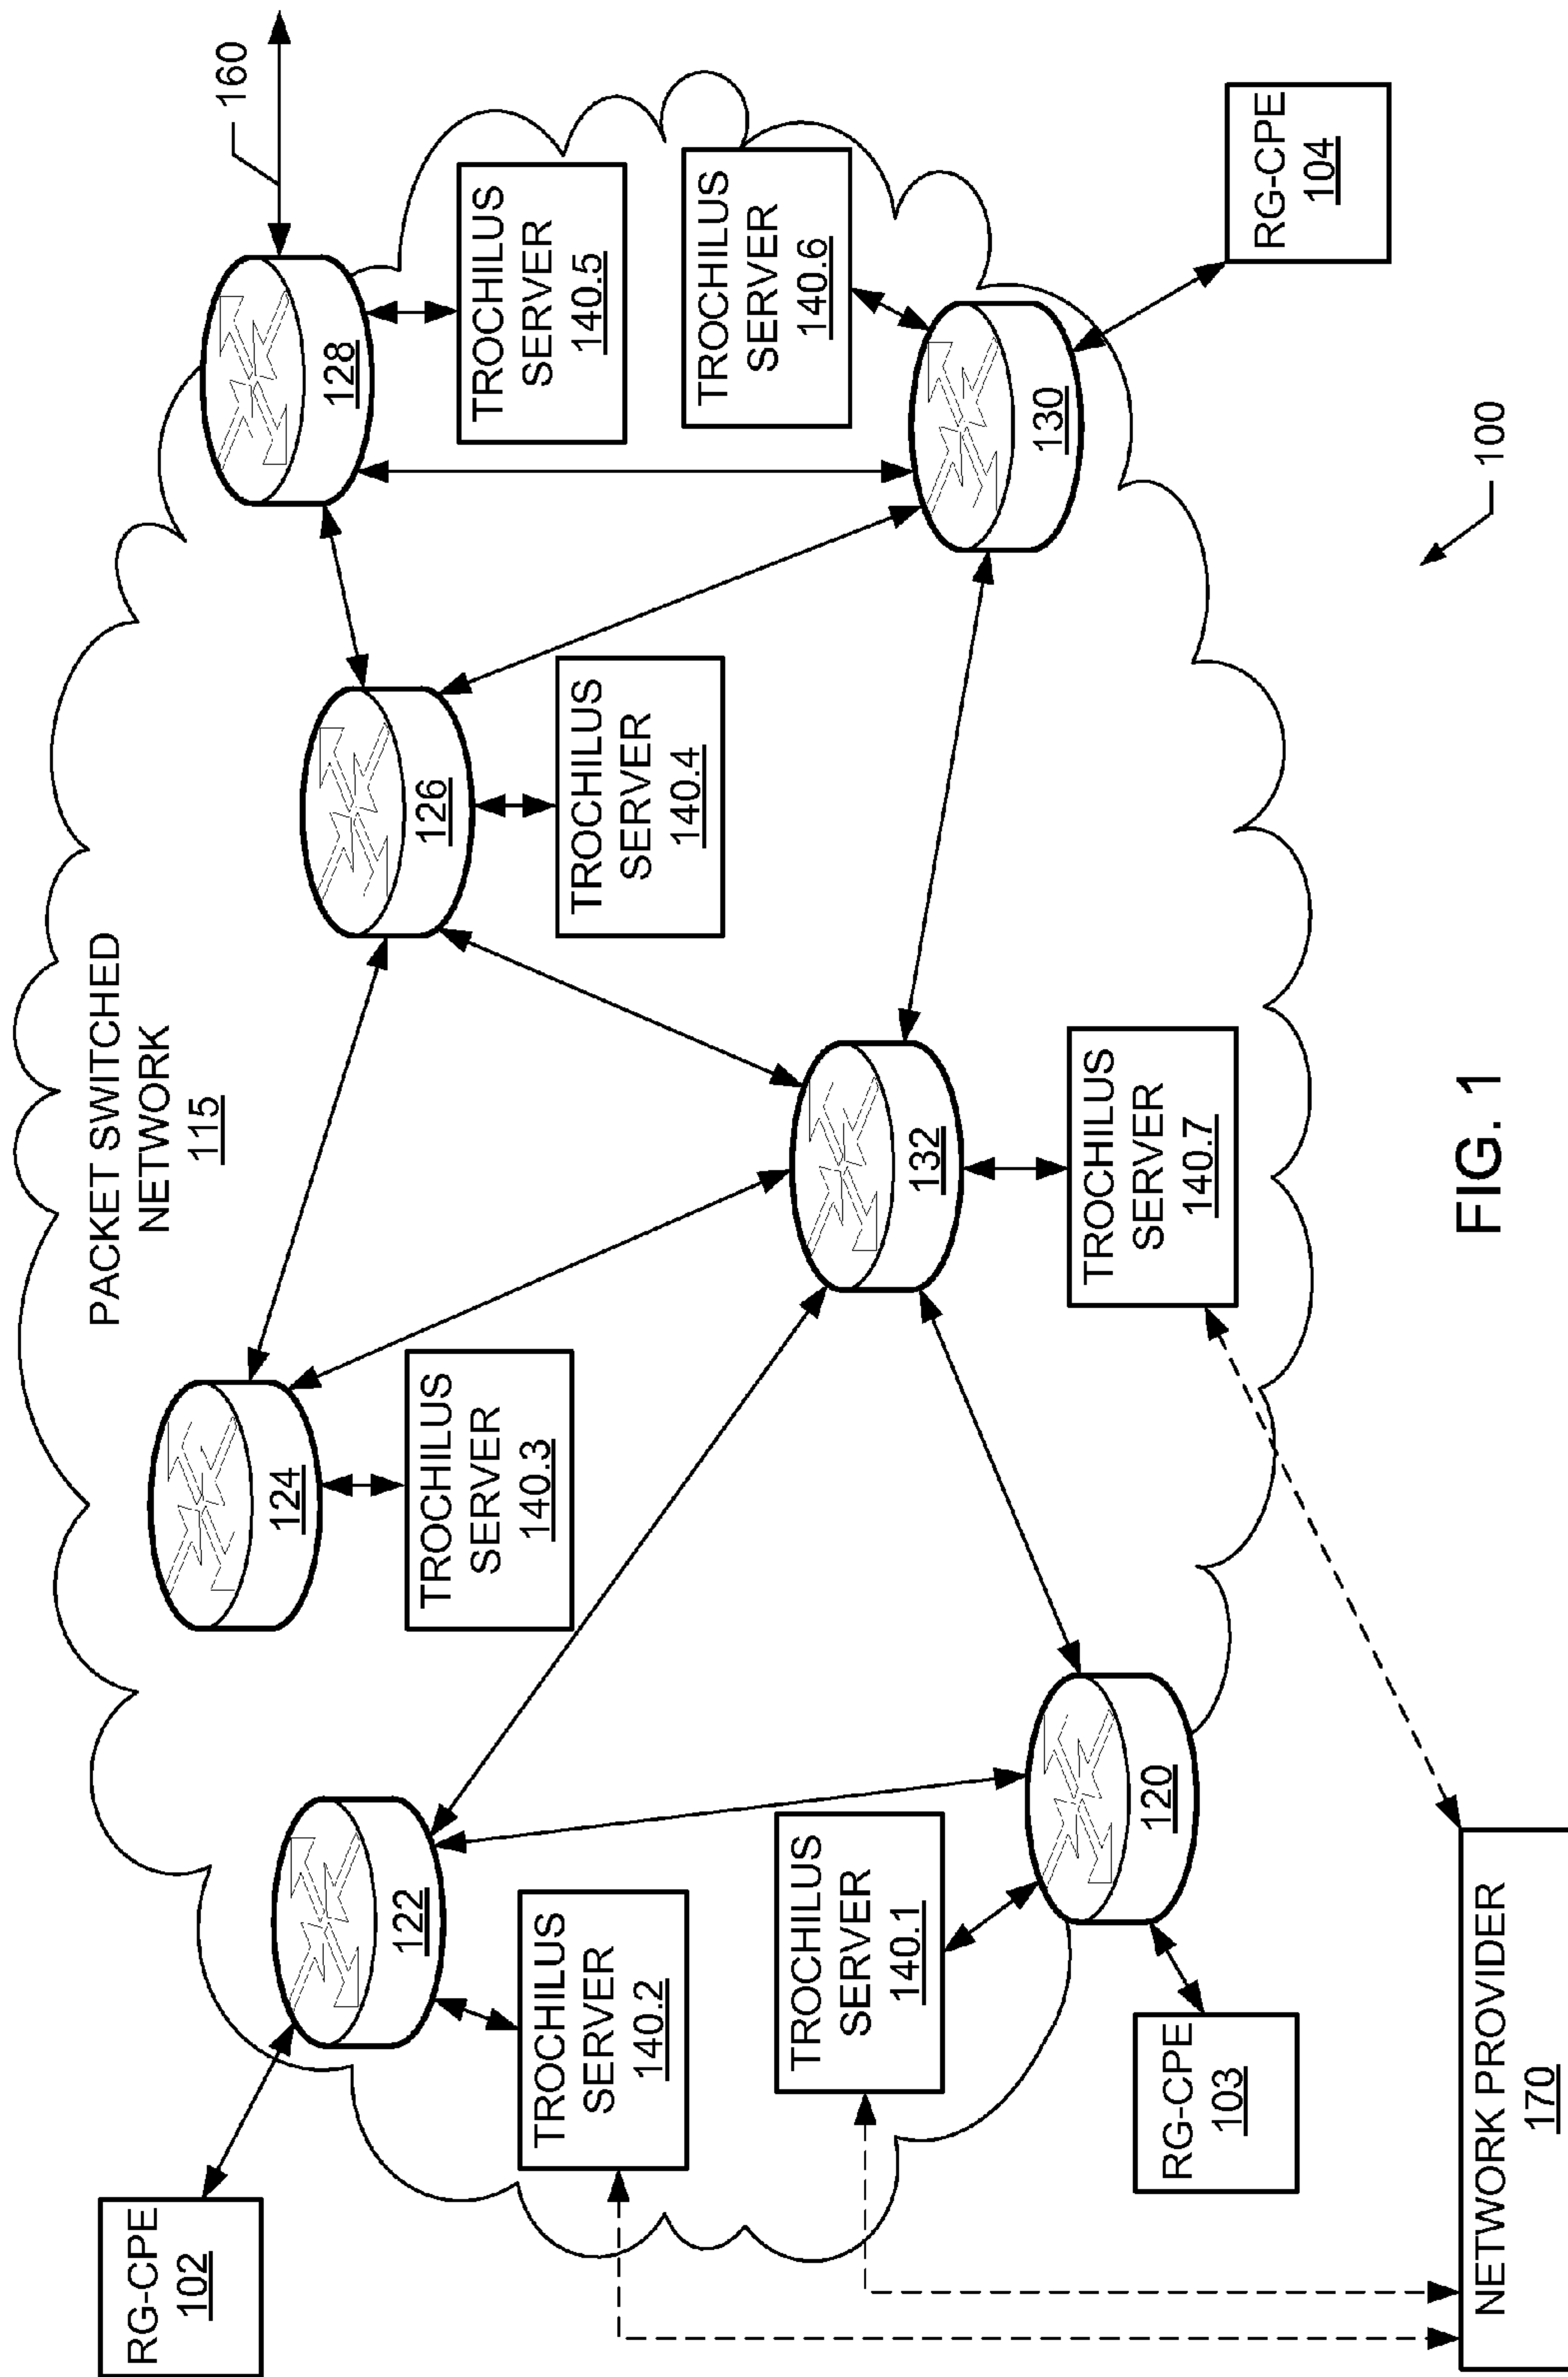 PACKET SWITCHED
NETWORK
115
160
RG-CPE
102
122
TROCHILUS
SERVER
140.2
124
TROCHILUS
SERVER
140.3
126
TROCHILUS
SERVER
140.4
128
TROCHILUS
SERVER
140.5
TROCHILUS
SERVER
140.6
130
RG-CPE
104
132
TROCHILUS
SERVER
140.7
TROCHILUS
SERVER
140.1
120
RG-CPE
103
NETWORK PROVIDER
170
100
FIG. 1